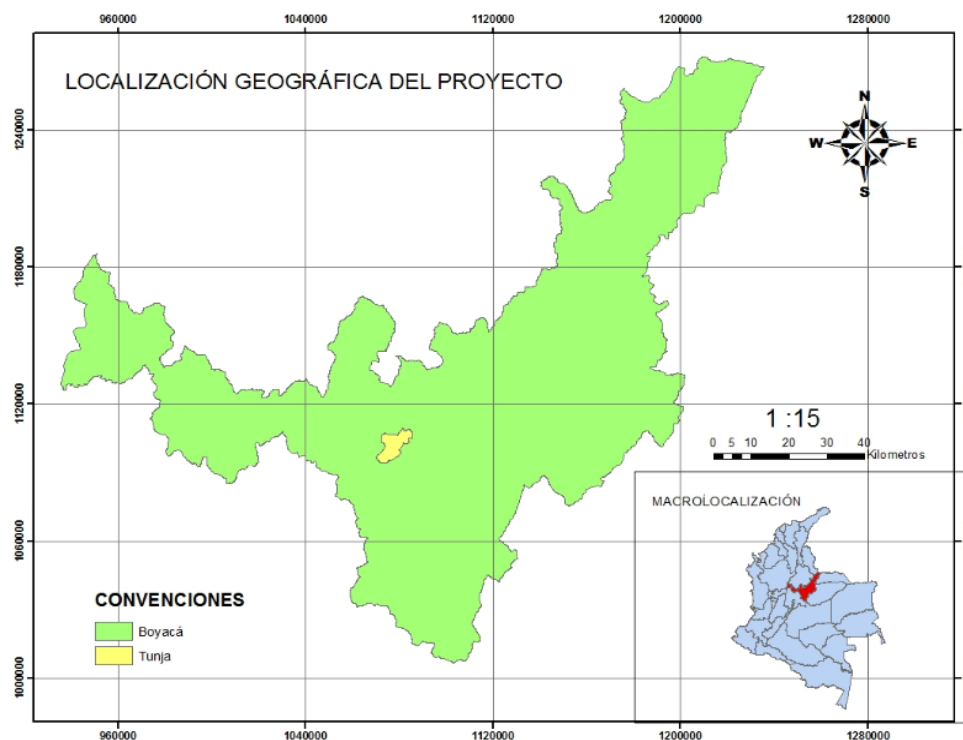 960000 1040000 1120000 1200000 1280000
LOCALIZACIÓN GEOGRÁFICA DEL PROYECTO
N
W E
S
1240000
1180000
1120000
1060000
1000000
1 :15
0 5 10 20 30 40
Kilometros
MACROLOCALIZACIÓN
CONVENCIONES
Boyacá
Tunja
960000 1040000 1120000 1200000 1280000